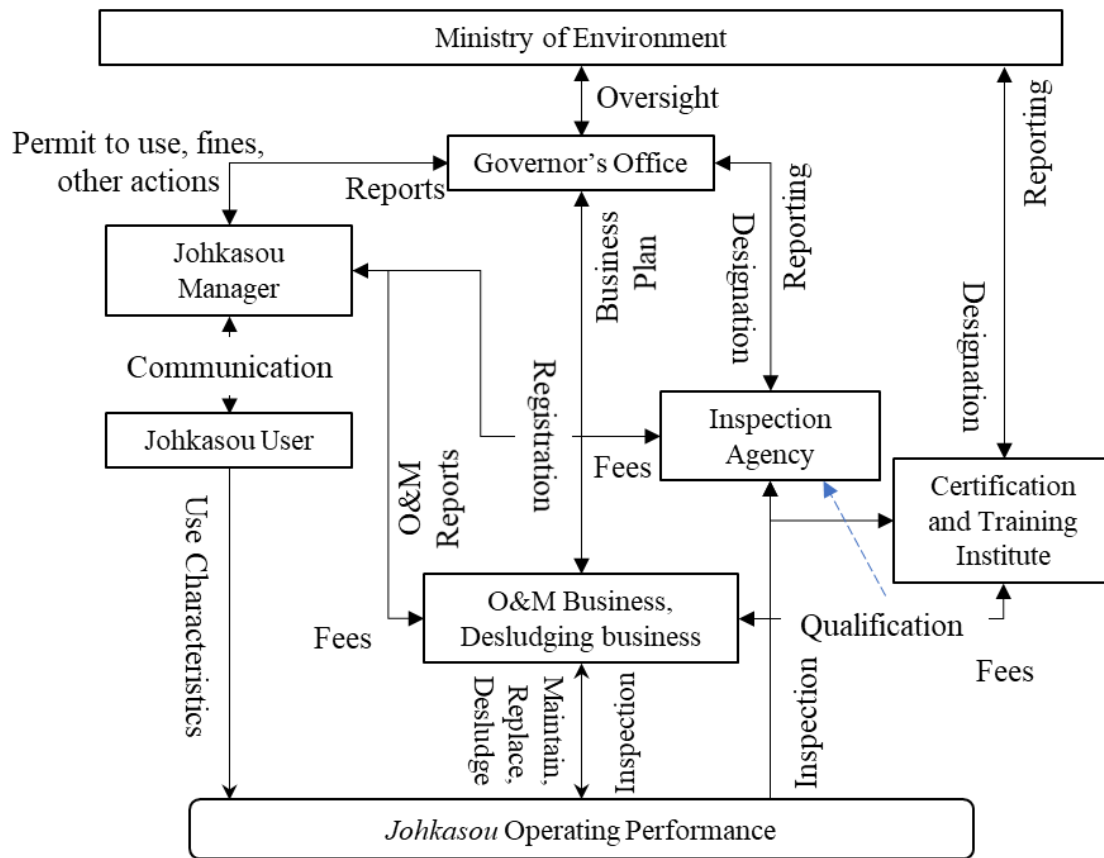 Ministry of Environment
Oversight
Reporting
Permit to use, fines,
other actions
Governor's Office
Reports
Johkasou
Manager
Business
Plan
Designation
Reporting
Designation
Communication
Johkasou User
Registration
Inspection
Agency
Fees
O&M
Reports
Certification
and Training
Institute
Use Characteristics
O&M Business,
Desludging business
Fees
Qualification
Fees
Maintain,
Replace,
Desludge
Inspection
Inspection
Johkasou Operating Performance